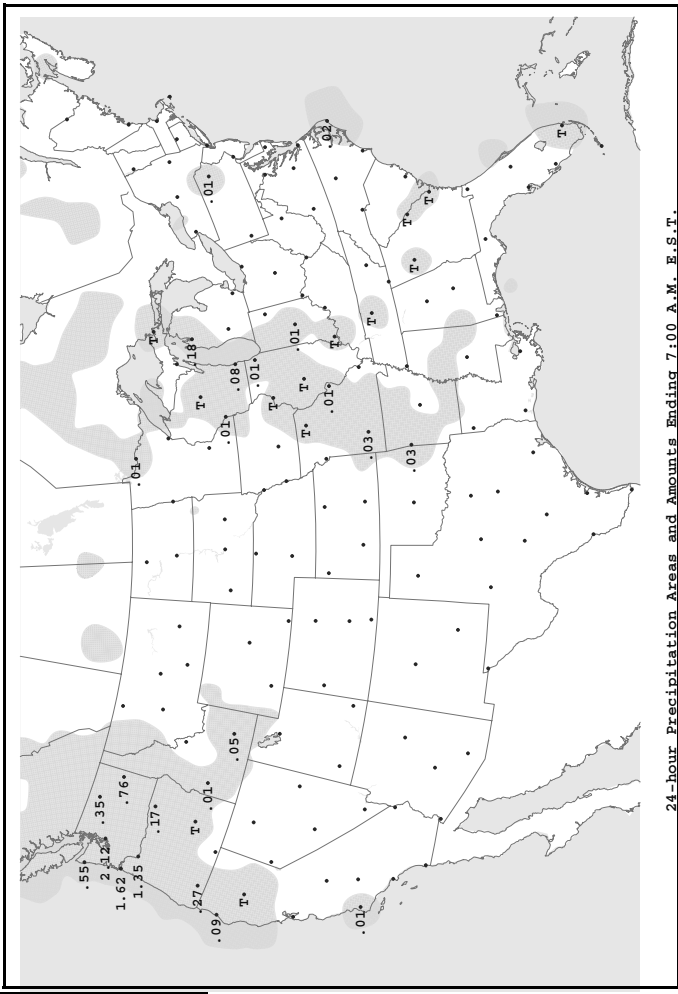 .55
.35
2.12
1.62
.76
.01
1.35
T
.17
.18
T
.27
T
.01
.01
.09
.01
.05
.08
T
.01
T
.01
T
T
.02
.01
T
.01
.03
T
T
.03
T
T
T
24-hour Precipitation Areas and Amounts Ending 7:00 A.M. E.S.T.